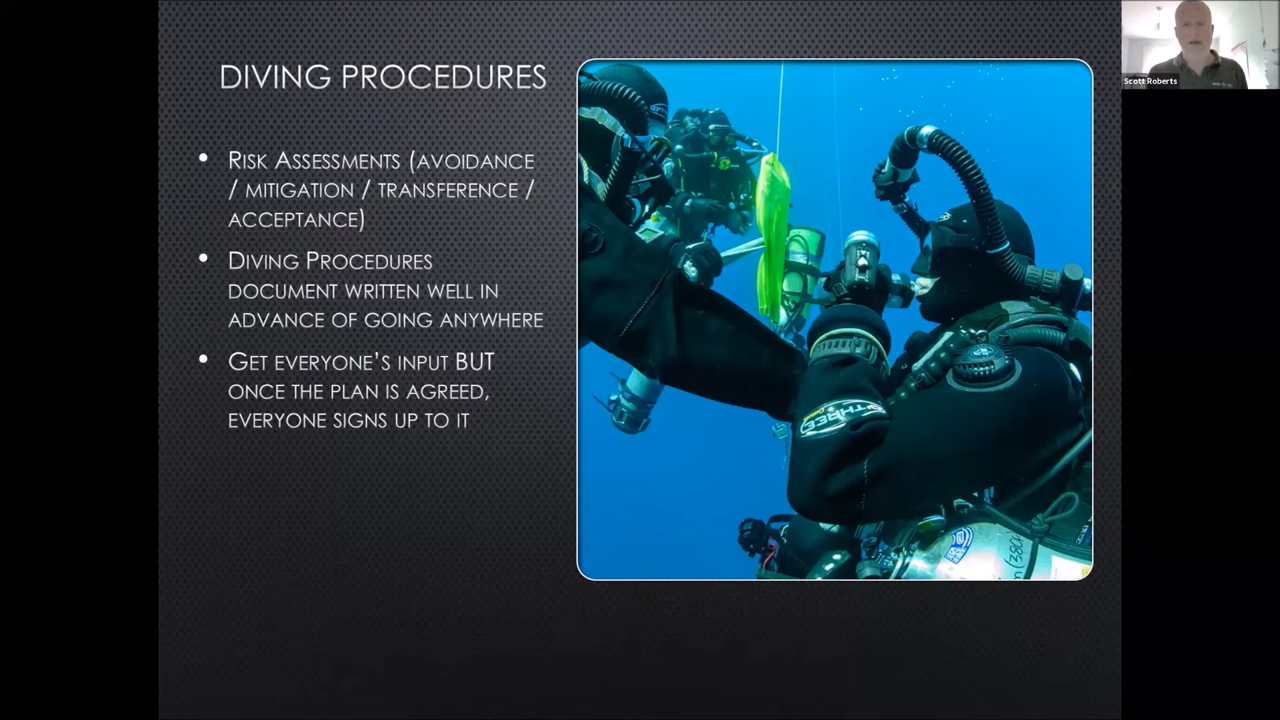 DIVING PROCEDURES
• RISK ASSESSMENTS (AVOIDANCE
/ MITIGATION / TRANSFERENCE /
ACCEPTANCE)
• DIVING PROCEDURES
DOCUMENT WRITTEN WELL IN
ADVANCE OF GOING ANYWHERE
• GET EVERYONE’S INPUT BUT
ONCE THE PLAN IS AGREED,
EVERYONE SIGNS UP TO IT
Scott Roberts
THREE